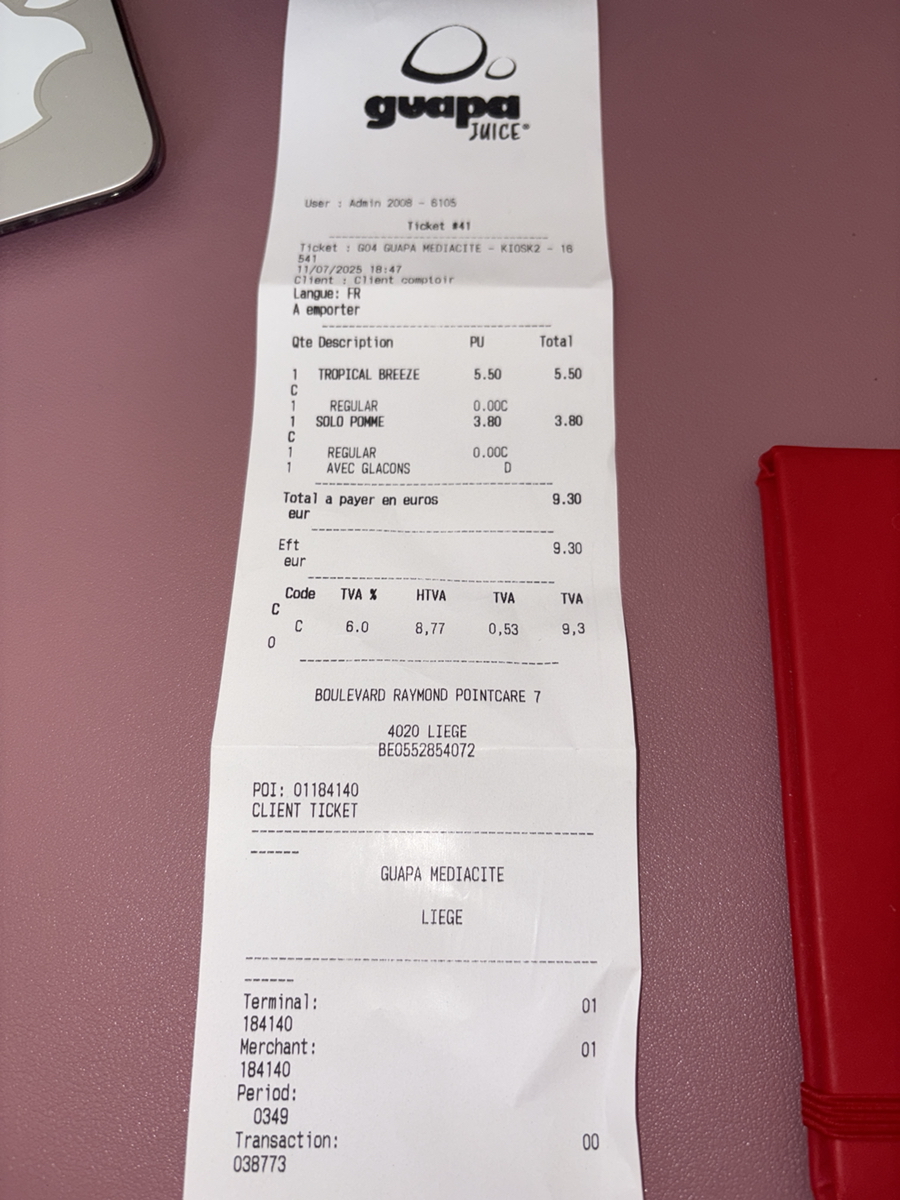 guapa
JUICE®
User : Admin 2008 - 6105
Ticket #41
Ticket : G04 GUAPA MEDIACITE - KIOSK2 - 16
541
11/07/2025 18:47
Client : Client comptoir
Langue: FR
A emporter
Qte Description PU Total
1 TROPICAL BREEZE 5.50 5.50
C
1 REGULAR 0.00C
1 SOLO POMME 3.80 3.80
C
1 REGULAR 0.00C
1 AVEC GLACONS D
Total a payer en euros 9.30
eur
Eft 9.30
eur
Code TVA % HTVA TVA TVA
C
C 6.0 8,77 0,53 9,3
0
BOULEVARD RAYMOND POINTCARE 7
4020 LIEGE
BE0552854072
POI: 01184140
CLIENT TICKET
GUAPA MEDIACITE
LIEGE
Terminal: 01
184140
Merchant: 01
184140
Period:
0349
Transaction: 00
038773